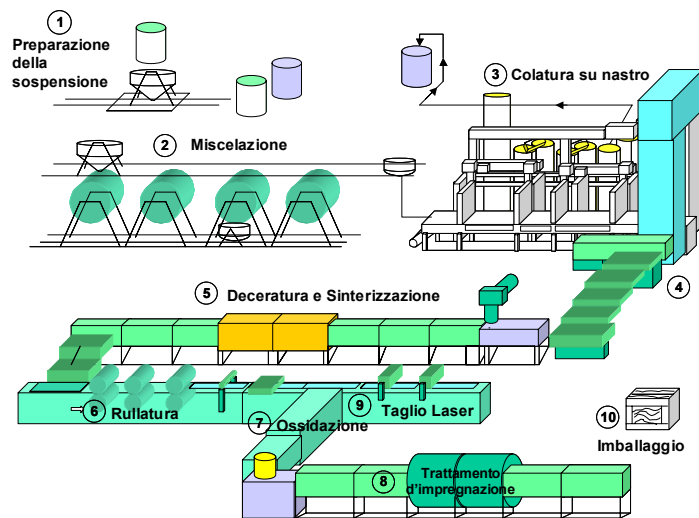 1
Preparazione
della
sospensione
2 Miscelazione
3 Colatura su nastro
4
5 Deceratura e Sinterizzazione
6 Rullatura
7 Ossidazione
8 Trattamento
d'impregnazione
9 Taglio Laser
10
Imballaggio